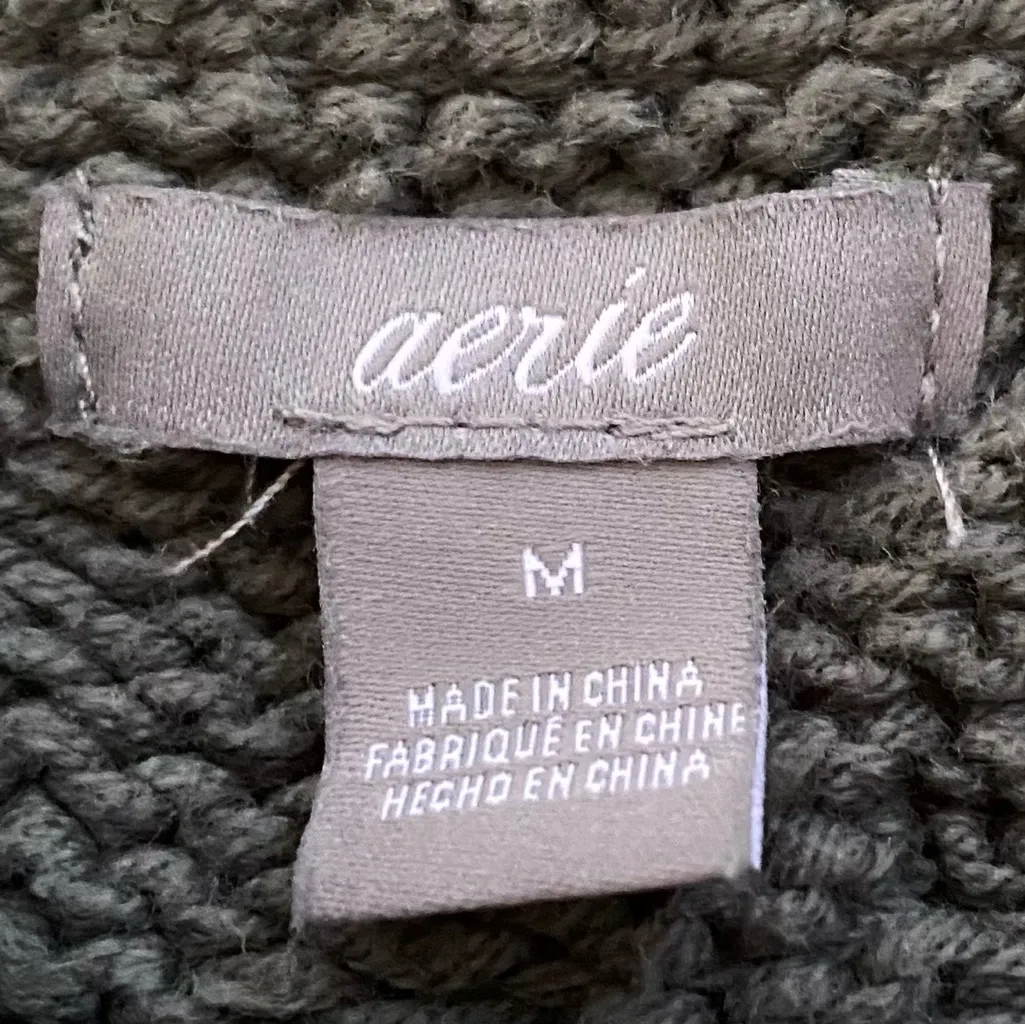 aerie
M
MADE IN CHINA
FABRIQUÉ EN CHINE
HECHO EN CHINA